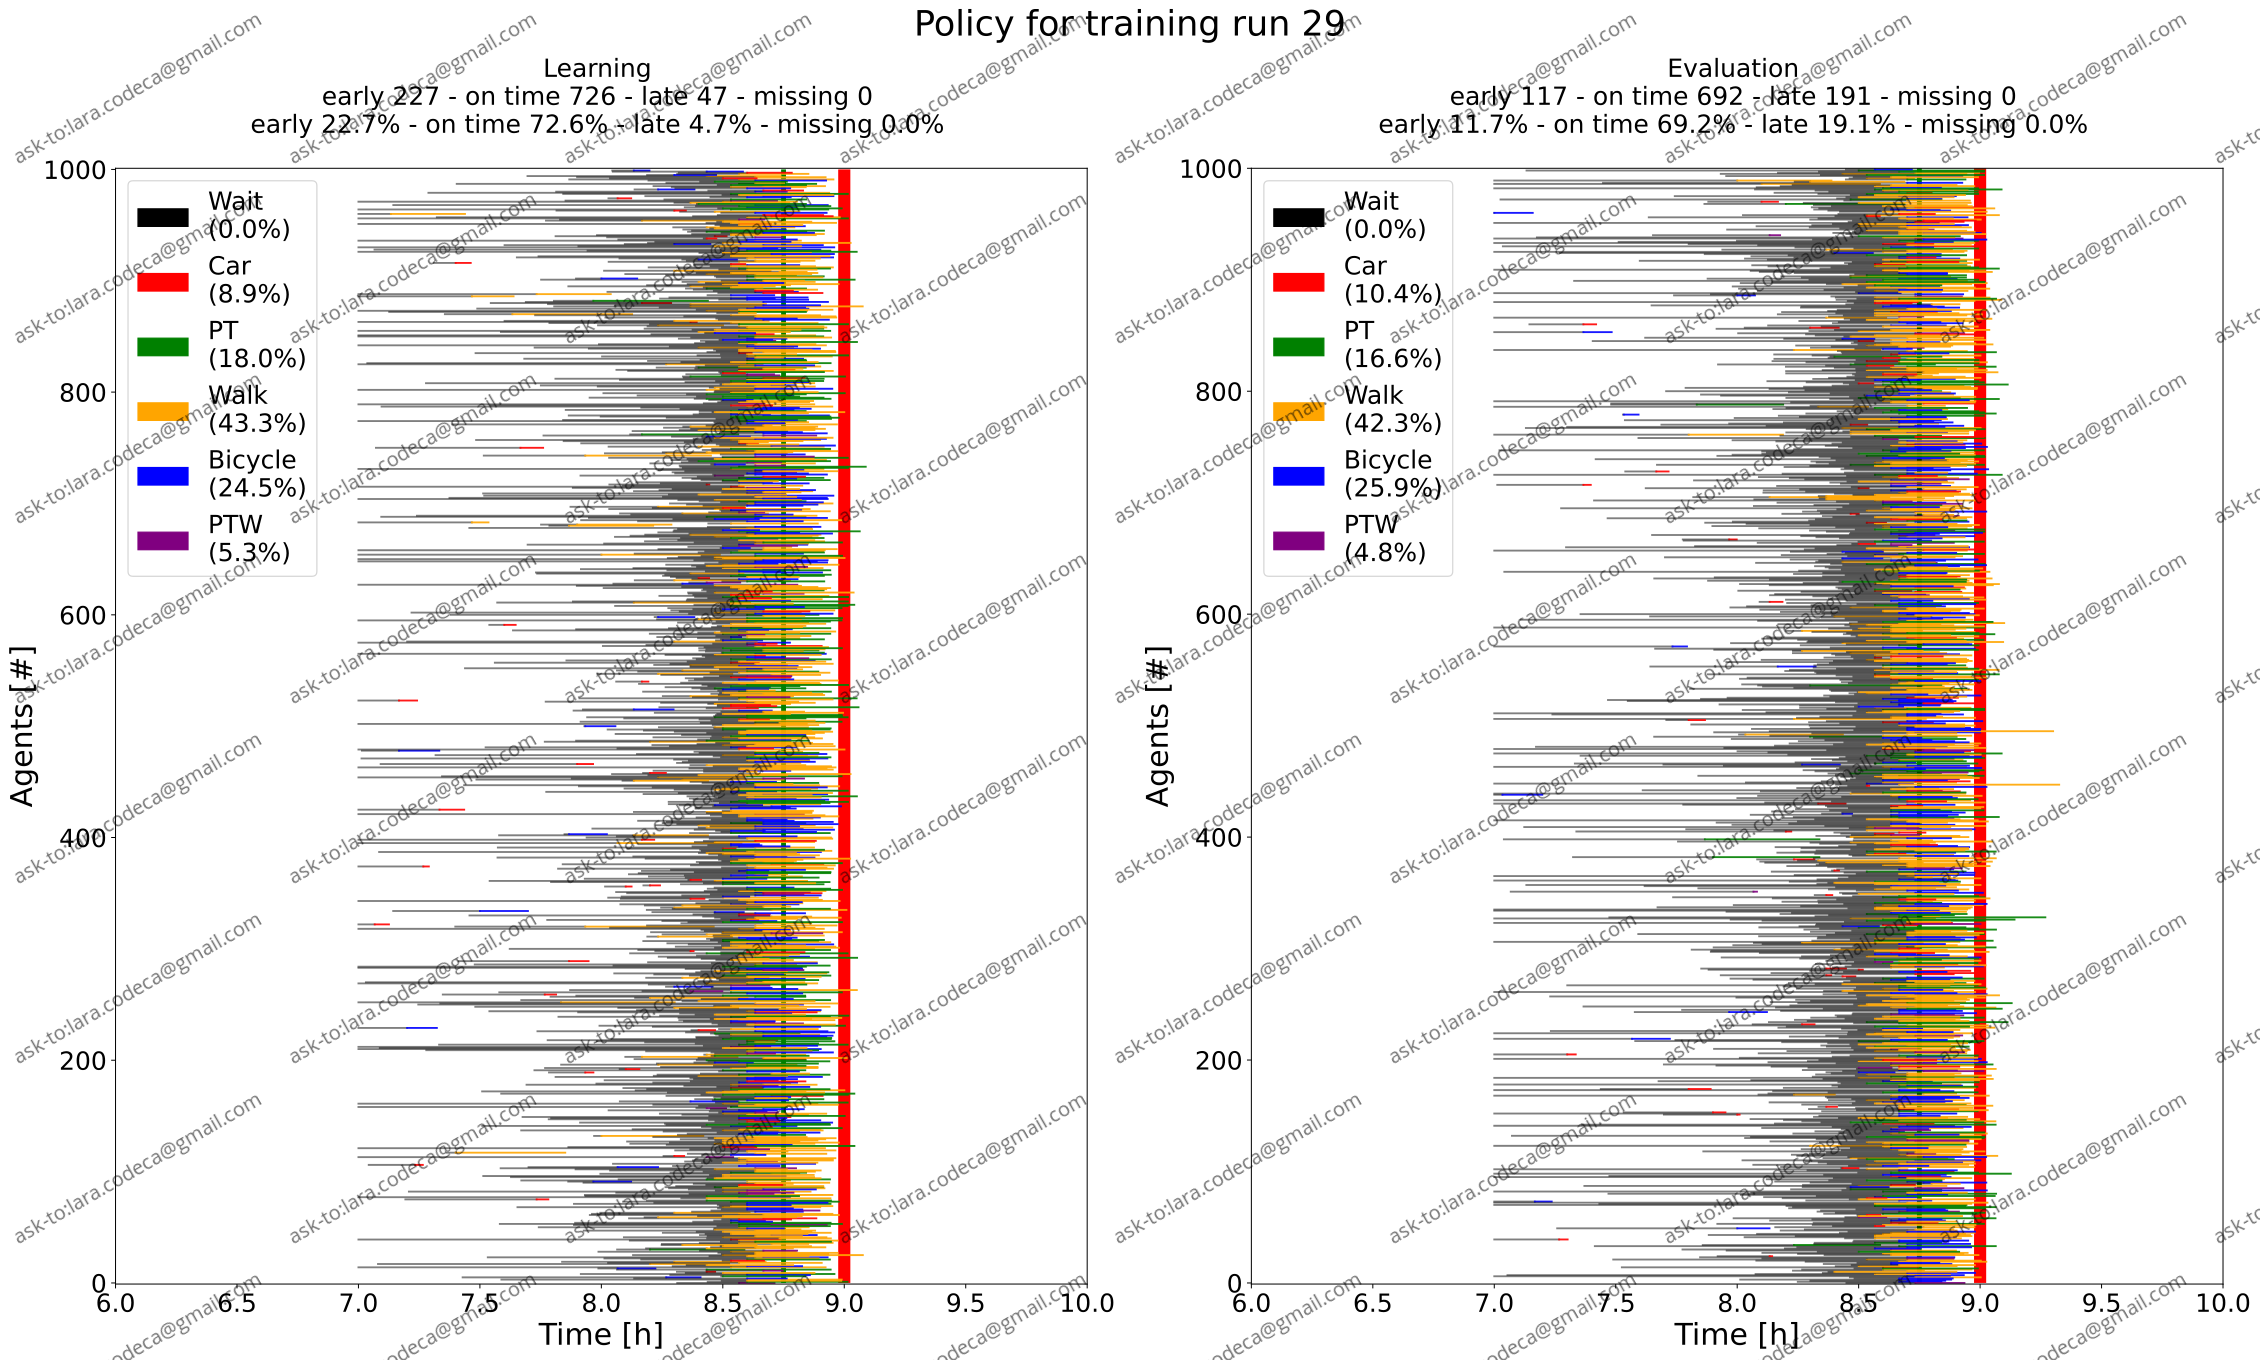 Policy for training run 29
Learning
early 227 - on time 726 - late 47 - missing 0
early 22.7% - on time 72.6% - late 4.7% - missing 0.0%
Agents [#]
1000
800
600
400
200
0
Wait
(0.0%)
Car
(8.9%)
PT
(18.0%)
Walk
(43.3%)
Bicycle
(24.5%)
PTW
(5.3%)
6.0 6.5 7.0 7.5 8.0 8.5 9.0 9.5 10.0
Time [h]
Evaluation
early 117 - on time 692 - late 191 - missing 0
early 11.7% - on time 69.2% - late 19.1% - missing 0.0%
Agents [#]
1000
800
600
400
200
0
Wait
(0.0%)
Car
(10.4%)
PT
(16.6%)
Walk
(42.3%)
Bicycle
(25.9%)
PTW
(4.8%)
6.0 6.5 7.0 7.5 8.0 8.5 9.0 9.5 10.0
Time [h]
ask-to:lara.codeca@gmail.com